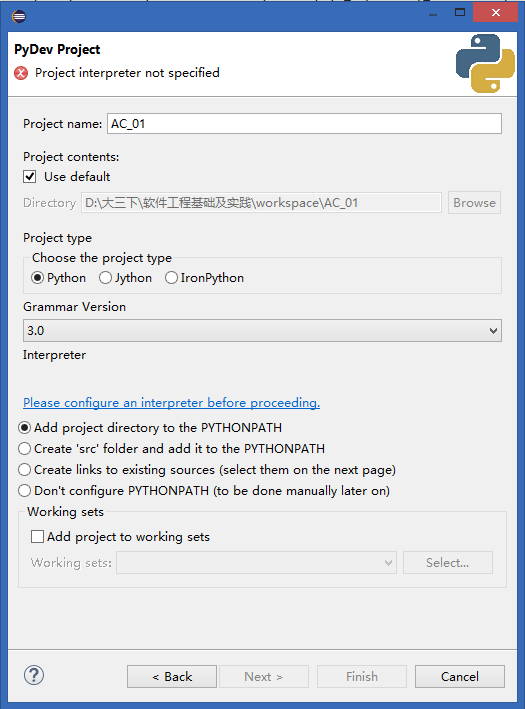 PyDev Project
Project interpreter not specified
Project name: AC_01
Project contents:
Use default
Directory D:\大三下\软件工程基础及实践\workspace\AC_01 Browse
Project type
Choose the project type
Python Jython IronPython
Grammar Version
3.0
Interpreter
Please configure an interpreter before proceeding.
Add project directory to the PYTHONPATH
Create 'src' folder and add it to the PYTHONPATH
Create links to existing sources (select them on the next page)
Don't configure PYTHONPATH (to be done manually later on)
Working sets
Add project to working sets
Working sets: Select...
? < Back Next > Finish Cancel